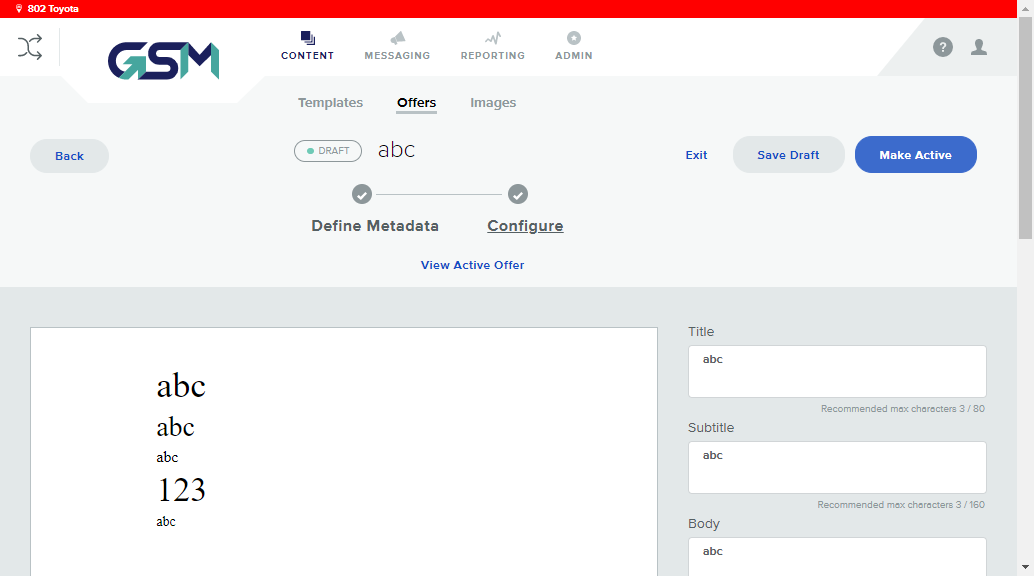 802 Toyota
GSM
CONTENT
MESSAGING
REPORTING
ADMIN
?
Templates
Offers
Images
Back
DRAFT
abc
Exit
Save Draft
Make Active
Define Metadata
Configure
View Active Offer
abc
abc
abc
123
abc
Title
abc
Recommended max characters 3 / 80
Subtitle
abc
Recommended max characters 3 / 160
Body
abc